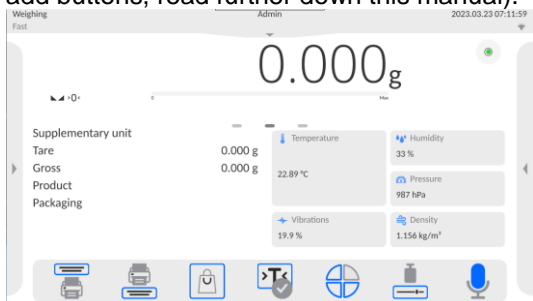 add buttons, read further down this manual).
Weighing Admin 2023.03.23 07:11:59
Fast
0.000g
>0<
0 Max
Supplementary unit
Tare 0.000 g
Gross 0.000 g
Product
Packaging
Temperature
22.89 °C
Humidity
33 %
Pressure
987 hPa
Vibrations
19.9 %
Density
1.156 kg/m³
>T<